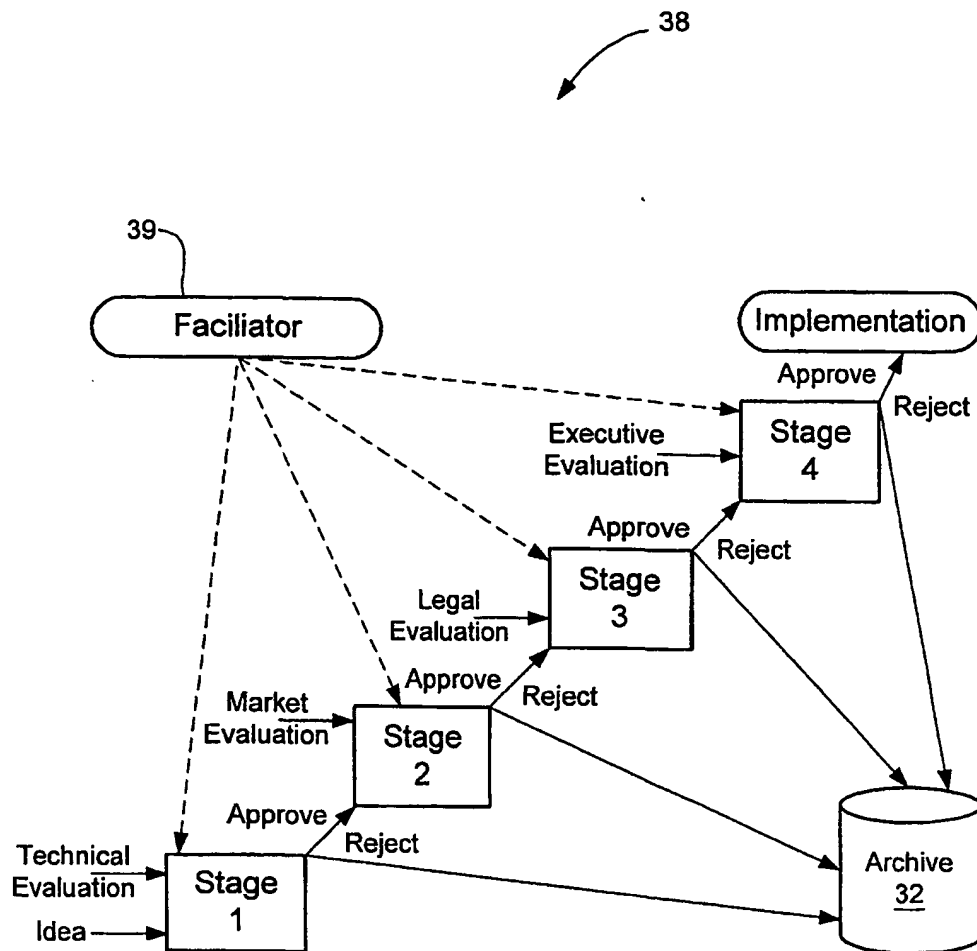 38
39
Faciliator
Implementation
Approve
Reject
Executive
Evaluation
Stage
4
Approve
Reject
Legal
Evaluation
Stage
3
Approve
Reject
Market
Evaluation
Stage
2
Approve
Reject
Technical
Evaluation
Idea
Stage
1
Archive
32